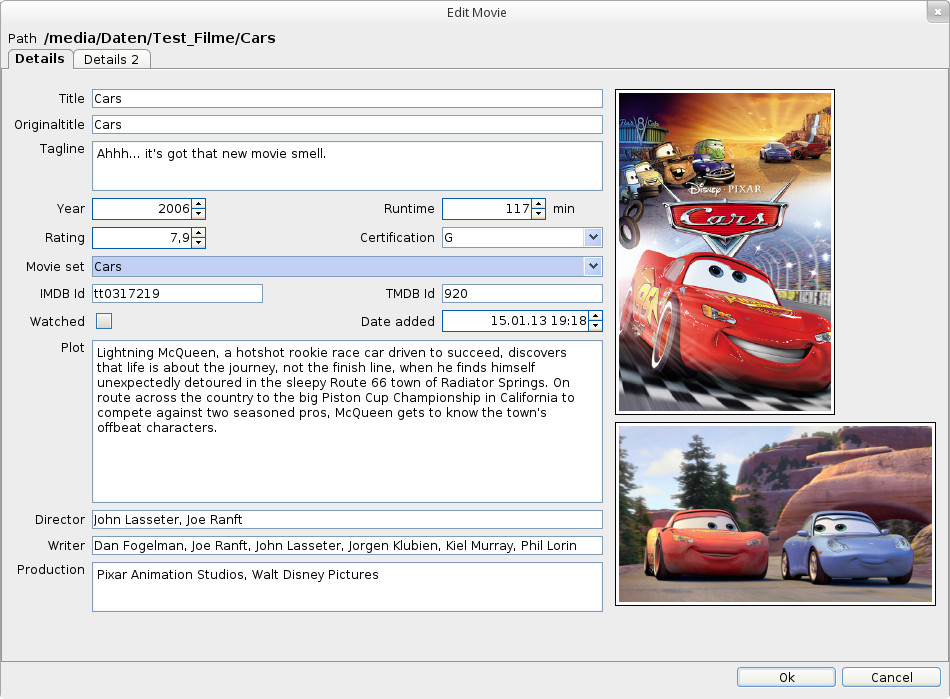 Edit Movie
Path /media/Daten/Test_Filme/Cars
Details Details 2
Title Cars
Originaltitle Cars
Tagline Ahhh... it's got that new movie smell.
Year 2006 Runtime 117 min
Rating 7,9 Certification G
Movie set Cars
IMDB Id tt0317219 TMDB Id 920
Watched Date added 15.01.13 19:18
Plot Lightning McQueen, a hotshot rookie race car driven to succeed, discovers
that life is about the journey, not the finish line, when he finds himself
unexpectedly detoured in the sleepy Route 66 town of Radiator Springs. On
route across the country to the big Piston Cup Championship in California to
compete against two seasoned pros, McQueen gets to know the town's
offbeat characters.
Director John Lasseter, Joe Ranft
Writer Dan Fogelman, Joe Ranft, John Lasseter, Jorgen Klubien, Kiel Murray, Phil Lorin
Production Pixar Animation Studios, Walt Disney Pictures
Disney · PIXAR
Cars
Ok Cancel